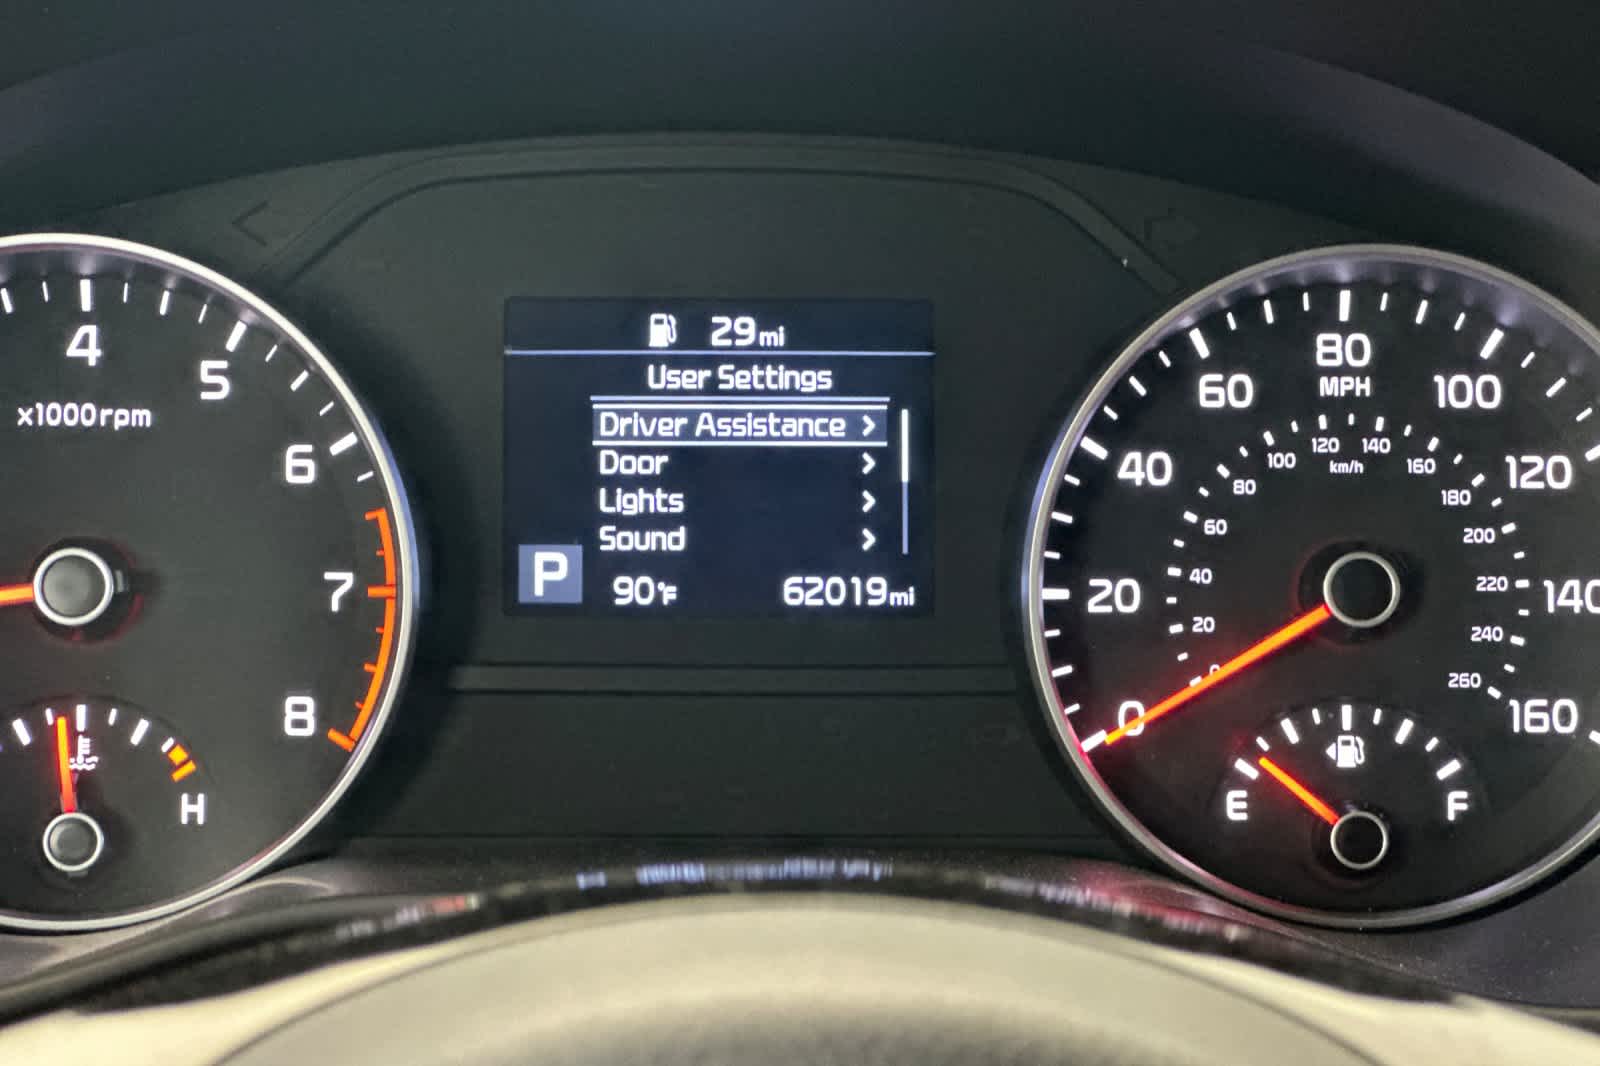 29mi
User Settings
Driver Assistance >
Door >
Lights >
Sound >
P
90°F
62019mi
4
5
x1000rpm
6
7
8
H
80
MPH
60
100
40
120
20
140
0
160
120
140
km/h
100
160
80
180
60
200
40
220
20
240
0
260
E
F